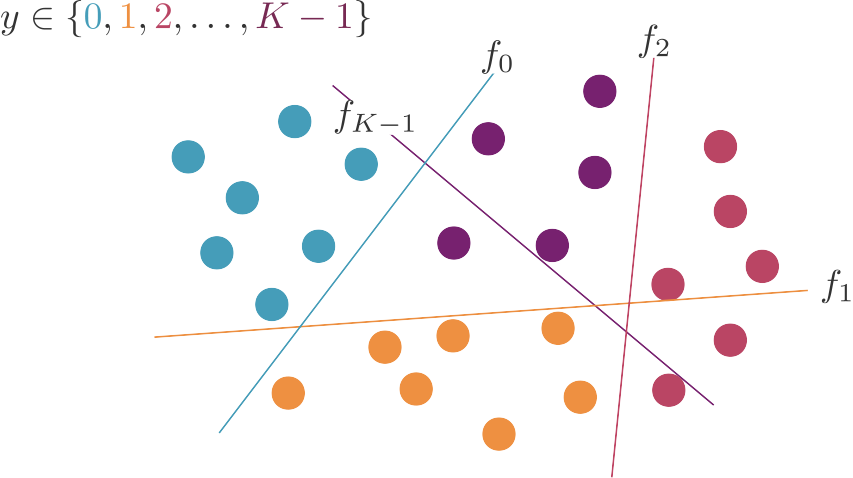 y ∈ {0, 1, 2, . . . , K − 1}
f_0
f_2
f_{K−1}
f_1